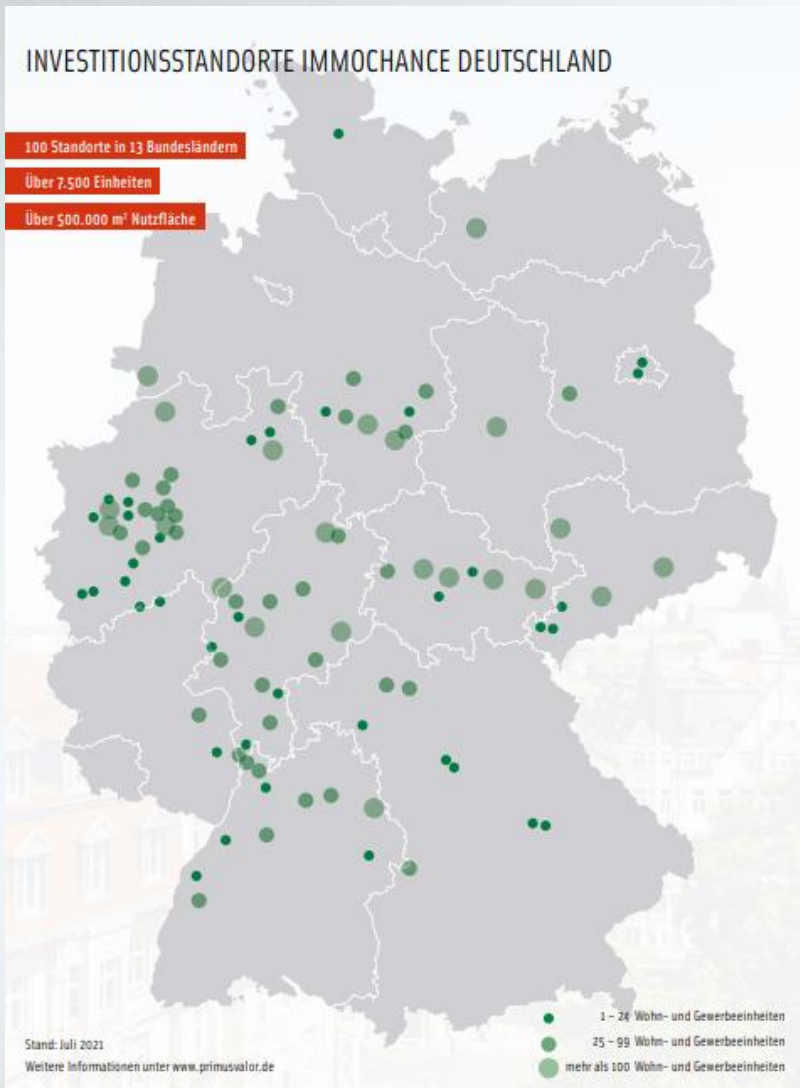 INVESTITIONSSTANDORTE IMMOCHANCE DEUTSCHLAND
100 Standorte in 13 Bundesländern
Über 7.500 Einheiten
Über 500.000 m² Nutzfläche
1 – 24 Wohn- und Gewerbeeinheiten
25 – 99 Wohn- und Gewerbeeinheiten
mehr als 100 Wohn- und Gewerbeeinheiten
Stand: Juli 2021
Weitere Informationen unter www.primusvalor.de